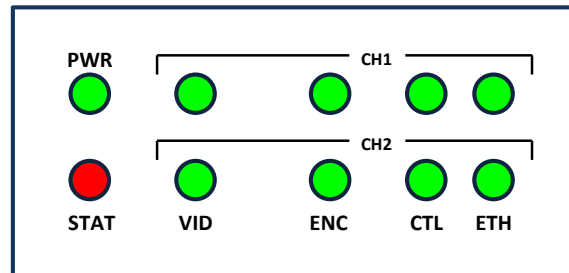 PWR
CH1
CH2
STAT VID ENC CTL ETH